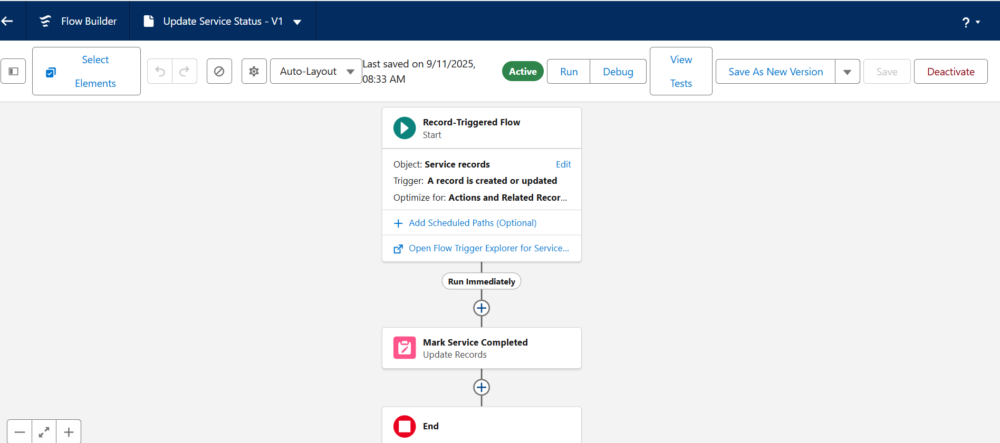 Flow Builder
Update Service Status - V1
?
Select
Elements
Auto-Layout
Last saved on 9/11/2025,
08:33 AM
Active
Run
Debug
View
Tests
Save As New Version
Save
Deactivate
Record-Triggered Flow
Start
Object: Service records
Edit
Trigger: A record is created or updated
Optimize for: Actions and Related Recor...
Add Scheduled Paths (Optional)
Open Flow Trigger Explorer for Service...
Run Immediately
Mark Service Completed
Update Records
End